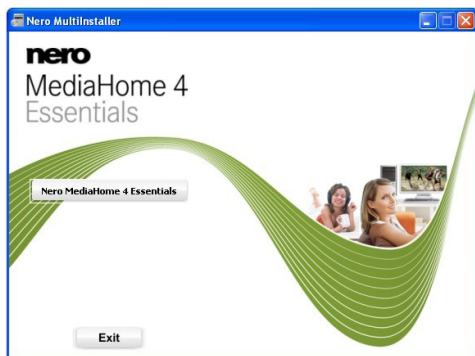 Nero MultiInstaller
nero
MediaHome 4
Essentials
Nero MediaHome 4 Essentials
Exit